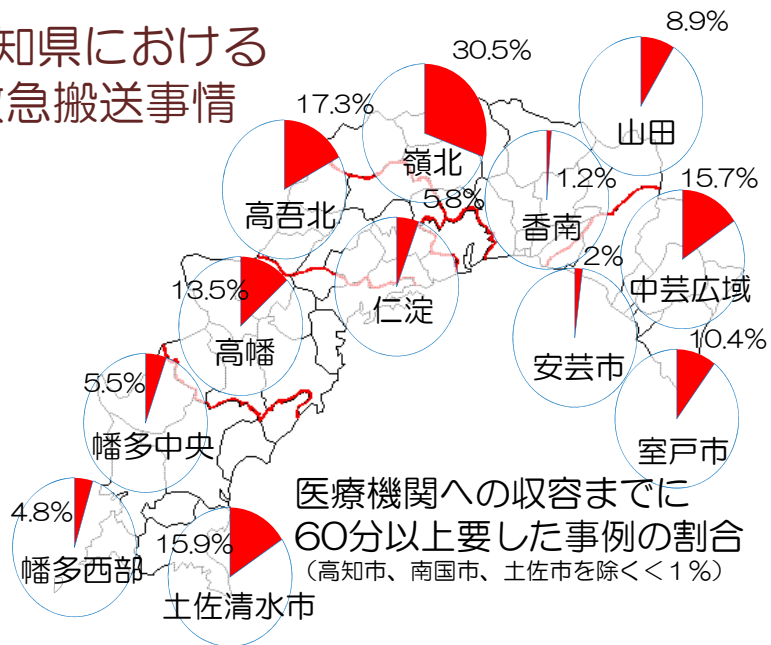 知県における
急搬送事情
8.9%
山田
30.5%
嶺北
17.3%
高吾北
1.2%
香南
15.7%
中芸広域
5.8%
仁淀
2%
安芸市
13.5%
高幡
10.4%
室戸市
5.5%
幡多中央
4.8%
幡多西部
15.9%
土佐清水市
医療機関への収容までに
60分以上要した事例の割合
（高知市、南国市、土佐市を除く<１%）